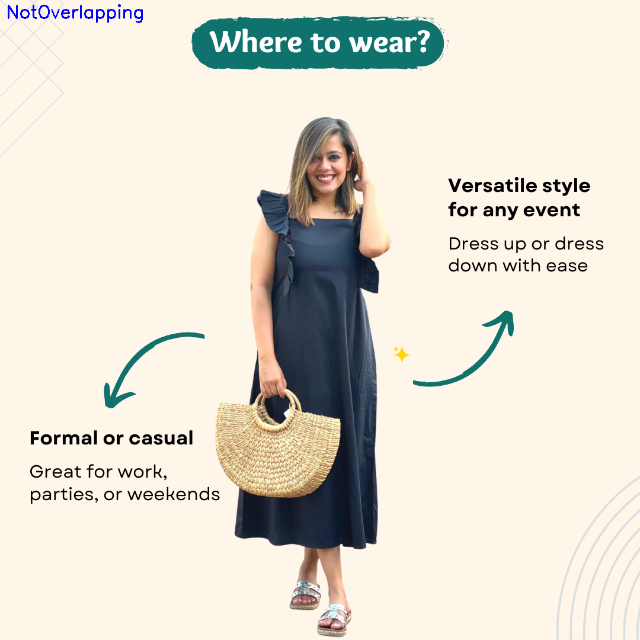 NotOverlapping
Where to wear?
Versatile style
for any event
Dress up or dress
down with ease
Formal or casual
Great for work,
parties, or weekends